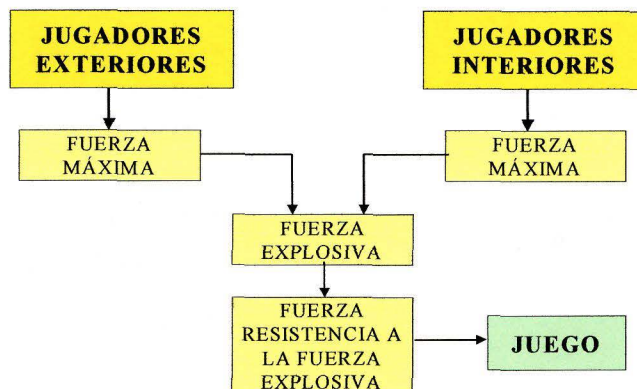 JUGADORES
EXTERIORES
JUGADORES
INTERIORES
FUERZA
MÁXIMA
FUERZA
MÁXIMA
FUERZA
EXPLOSIVA
FUERZA
RESISTENCIA A
LA FUERZA
EXPLOSIVA
JUEGO